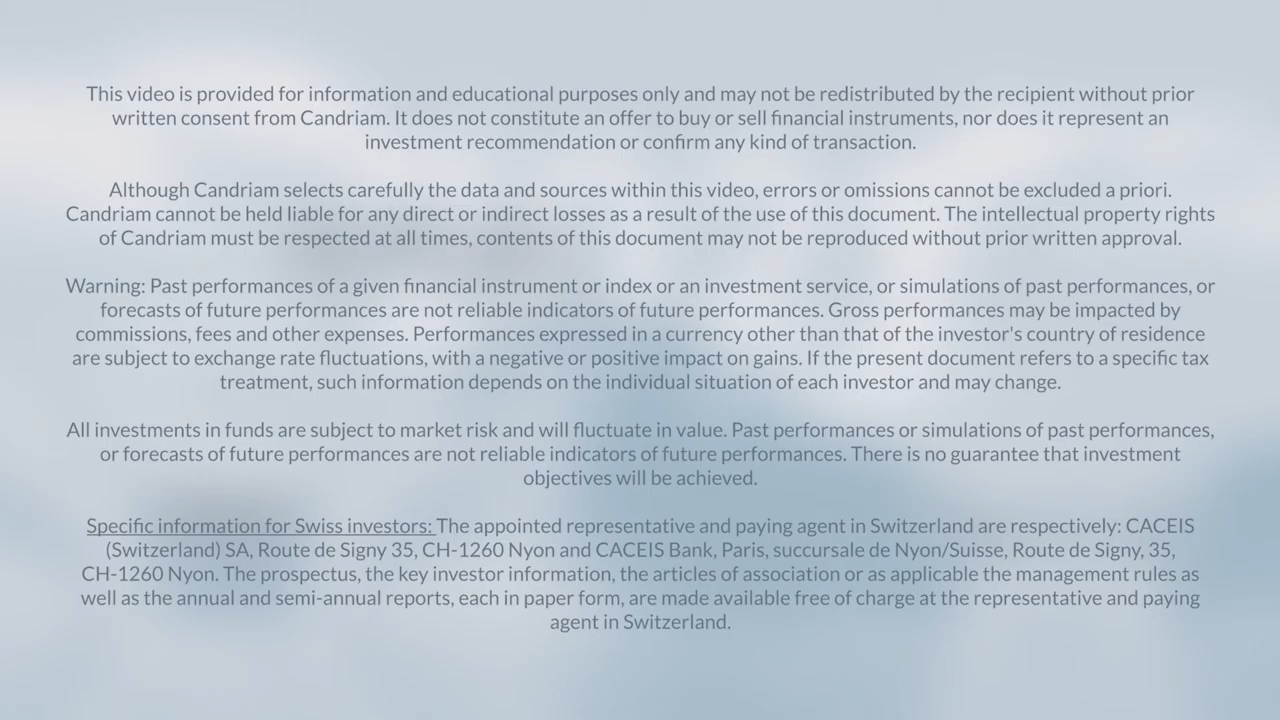 This video is provided for information and educational purposes only and may not be redistributed by the recipient without prior
written consent from Candriam. It does not constitute an offer to buy or sell financial instruments, nor does it represent an
investment recommendation or confirm any kind of transaction.
Although Candriam selects carefully the data and sources within this video, errors or omissions cannot be excluded a priori.
Candriam cannot be held liable for any direct or indirect losses as a result of the use of this document. The intellectual property rights
of Candriam must be respected at all times, contents of this document may not be reproduced without prior written approval.
Warning: Past performances of a given financial instrument or index or an investment service, or simulations of past performances, or
forecasts of future performances are not reliable indicators of future performances. Gross performances may be impacted by
commissions, fees and other expenses. Performances expressed in a currency other than that of the investor's country of residence
are subject to exchange rate fluctuations, with a negative or positive impact on gains. If the present document refers to a specific tax
treatment, such information depends on the individual situation of each investor and may change.
All investments in funds are subject to market risk and will fluctuate in value. Past performances or simulations of past performances,
or forecasts of future performances are not reliable indicators of future performances. There is no guarantee that investment
objectives will be achieved.
Specific information for Swiss investors: The appointed representative and paying agent in Switzerland are respectively: CACEIS
(Switzerland) SA, Route de Signy 35, CH-1260 Nyon and CACEIS Bank, Paris, succursale de Nyon/Suisse, Route de Signy, 35,
CH-1260 Nyon. The prospectus, the key investor information, the articles of association or as applicable the management rules as
well as the annual and semi-annual reports, each in paper form, are made available free of charge at the representative and paying
agent in Switzerland.